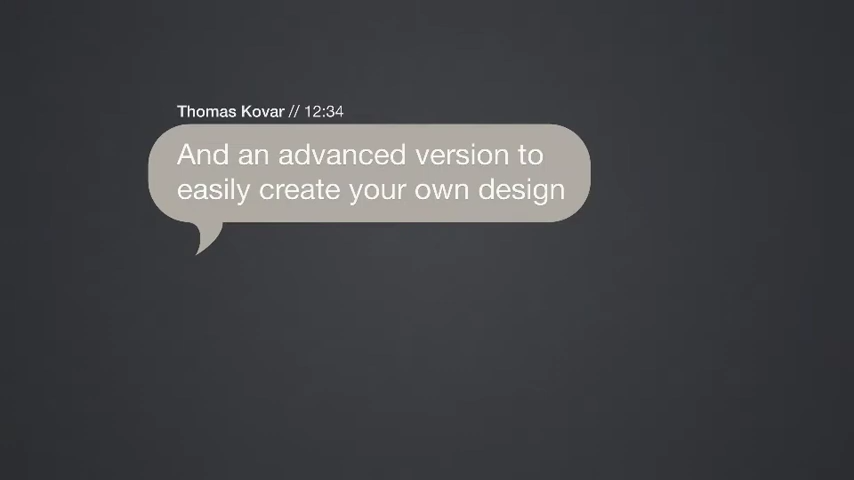 Thomas Kovar // 12:34
And an advanced version to
easily create your own design